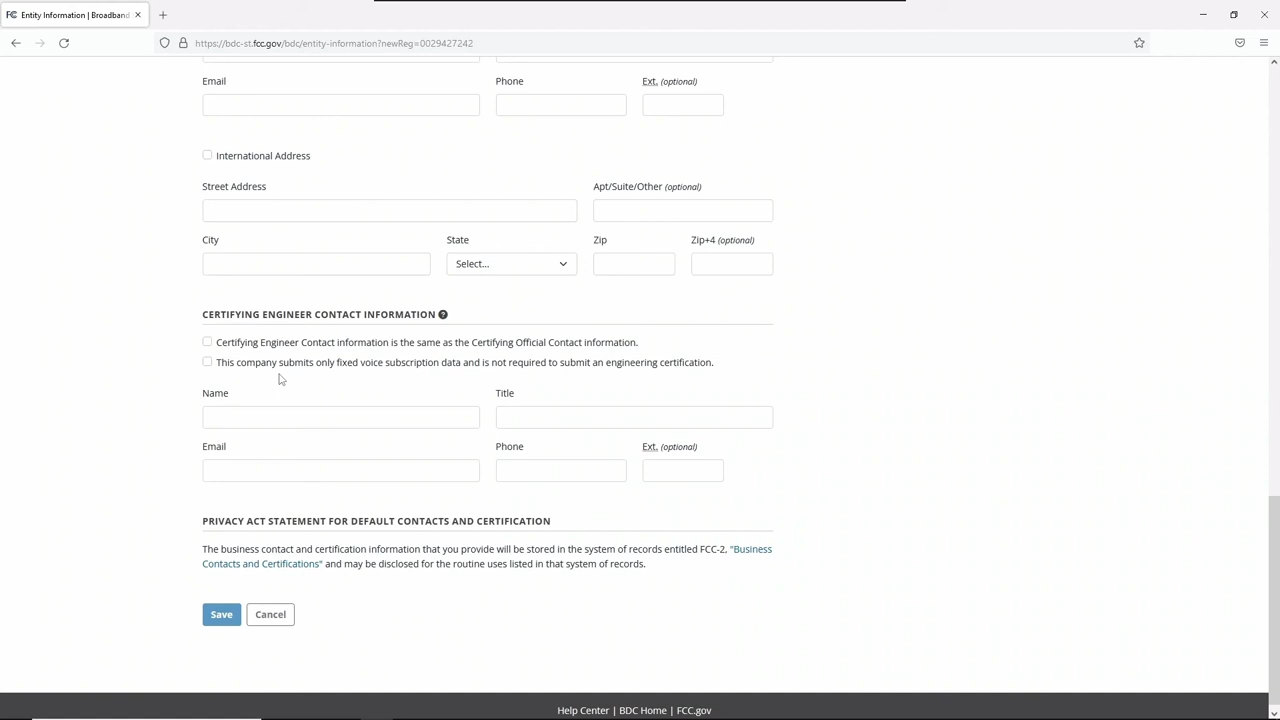 Entity Information | Broadband
https://bdc-st.fcc.gov/bdc/entity-information?newReg=0029427242
Email Phone Ext. (optional)
International Address
Street Address Apt/Suite/Other (optional)
City State Zip Zip+4 (optional)
Select...
CERTIFYING ENGINEER CONTACT INFORMATION ?
Certifying Engineer Contact information is the same as the Certifying Official Contact information.
This company submits only fixed voice subscription data and is not required to submit an engineering certification.
Name Title
Email Phone Ext. (optional)
PRIVACY ACT STATEMENT FOR DEFAULT CONTACTS AND CERTIFICATION
The business contact and certification information that you provide will be stored in the system of records entitled FCC-2, "Business
Contacts and Certifications" and may be disclosed for the routine uses listed in that system of records.
Save Cancel
Help Center | BDC Home | FCC.gov